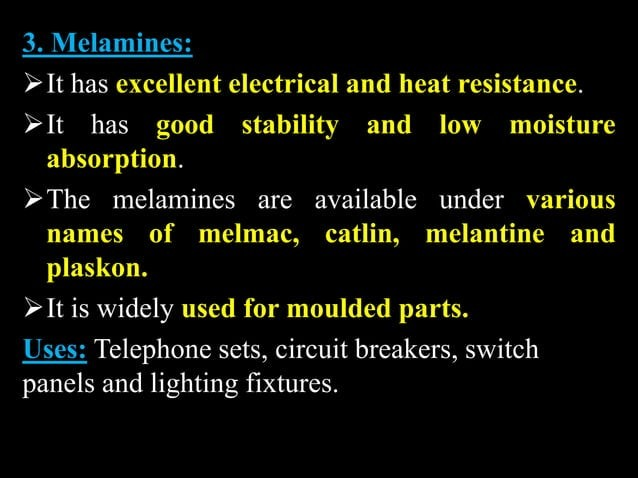 3. Melamines:
➢It has excellent electrical and heat resistance.
➢It has good stability and low moisture
absorption.
➢The melamines are available under various
names of melmac, catlin, melantine and
plaskon.
➢It is widely used for moulded parts.
Uses: Telephone sets, circuit breakers, switch
panels and lighting fixtures.